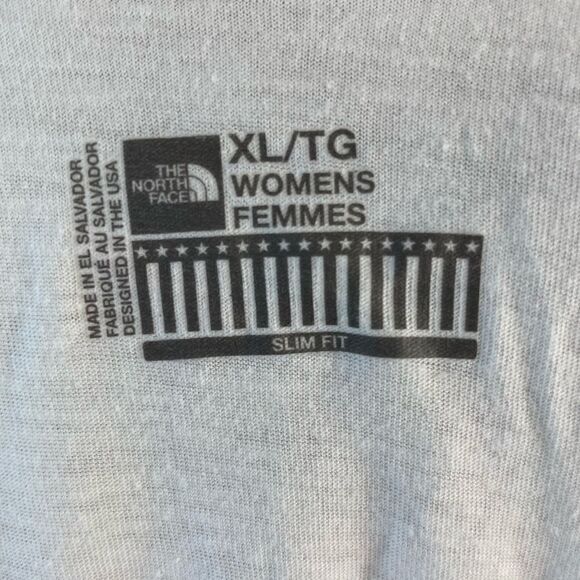 MADE IN EL SALVADOR
FABRIQUÉ AU SALVADOR
DESIGNED IN THE USA
THE
NORTH
FACE
XL/TG
WOMENS
FEMMES
SLIM FIT